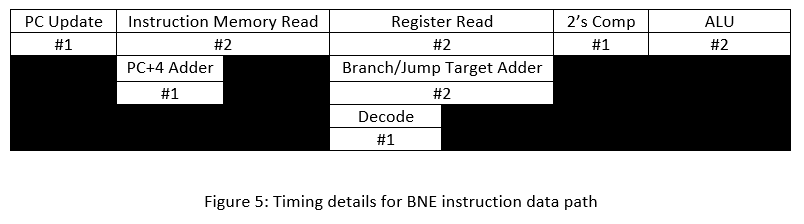 PC Update Instruction Memory Read Register Read 2's Comp ALU
#1 #2 #2 #1 #2
PC+4 Adder Branch/Jump Target Adder
#1 #2
Decode
#1
Figure 5: Timing details for BNE instruction data path